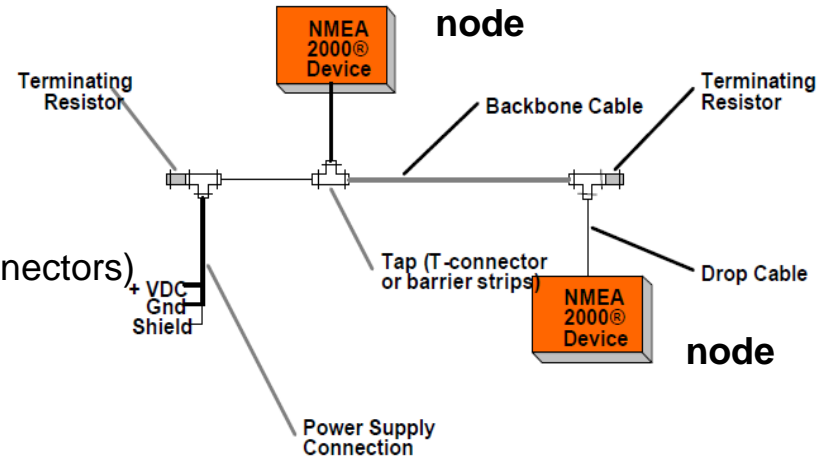 node
NMEA
2000®
Device
Terminating
Resistor
Backbone Cable
Terminating
Resistor
nectors)
+ VDC
Gnd
Shield
Tap (T-connector
or barrier strips)
Drop Cable
NMEA
2000®
Device
node
Power Supply
Connection